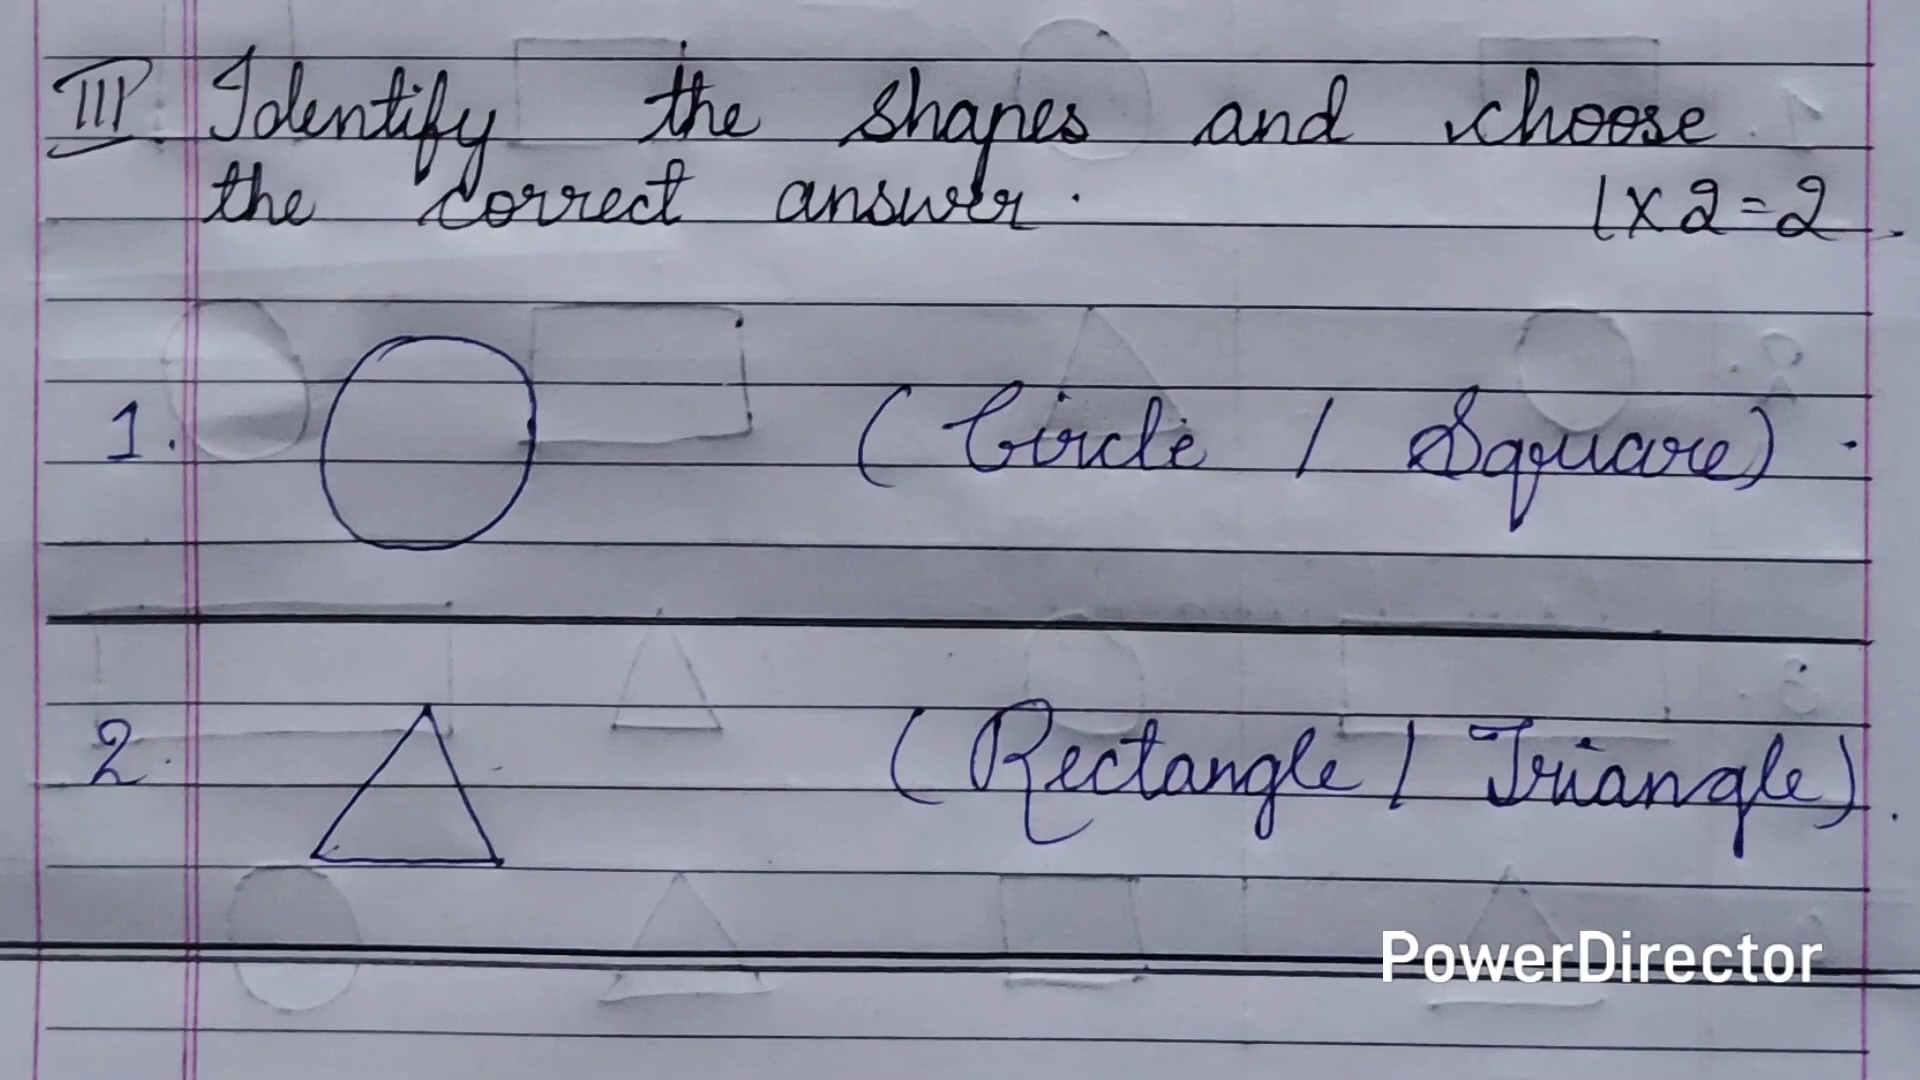 III. Identify the shapes and choose
the correct answer. 1x2=2
1. (Circle / Square).
2. (Rectangle / Triangle).
PowerDirector